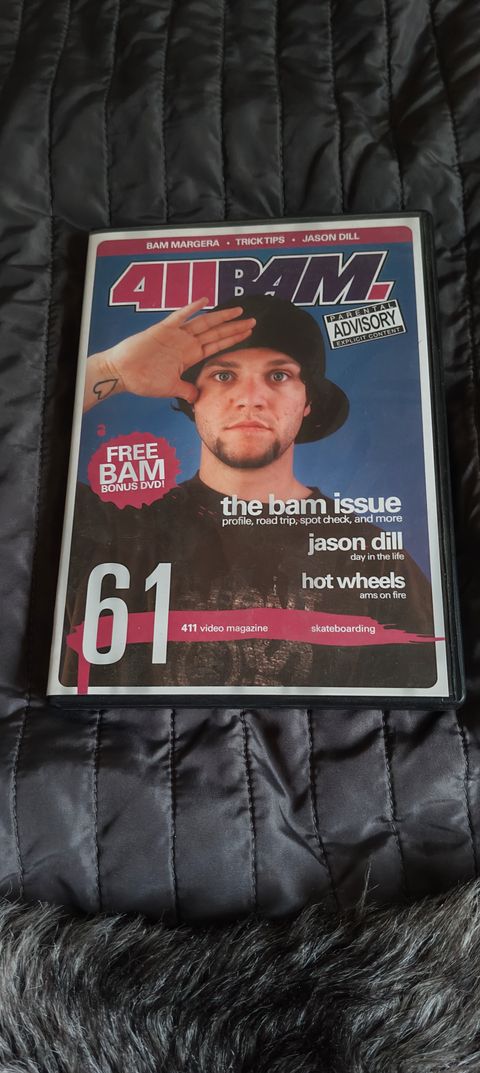 BAM MARGERA • TRICKTIPS • JASON DILL
411BAM.
PARENTAL
ADVISORY
EXPLICIT CONTENT
FREE
BAM
BONUS DVD!
the bam issue
profile, road trip, spot check, and more
jason dill
day in the life
hot wheels
ams on fire
61
411 video magazine
skateboarding